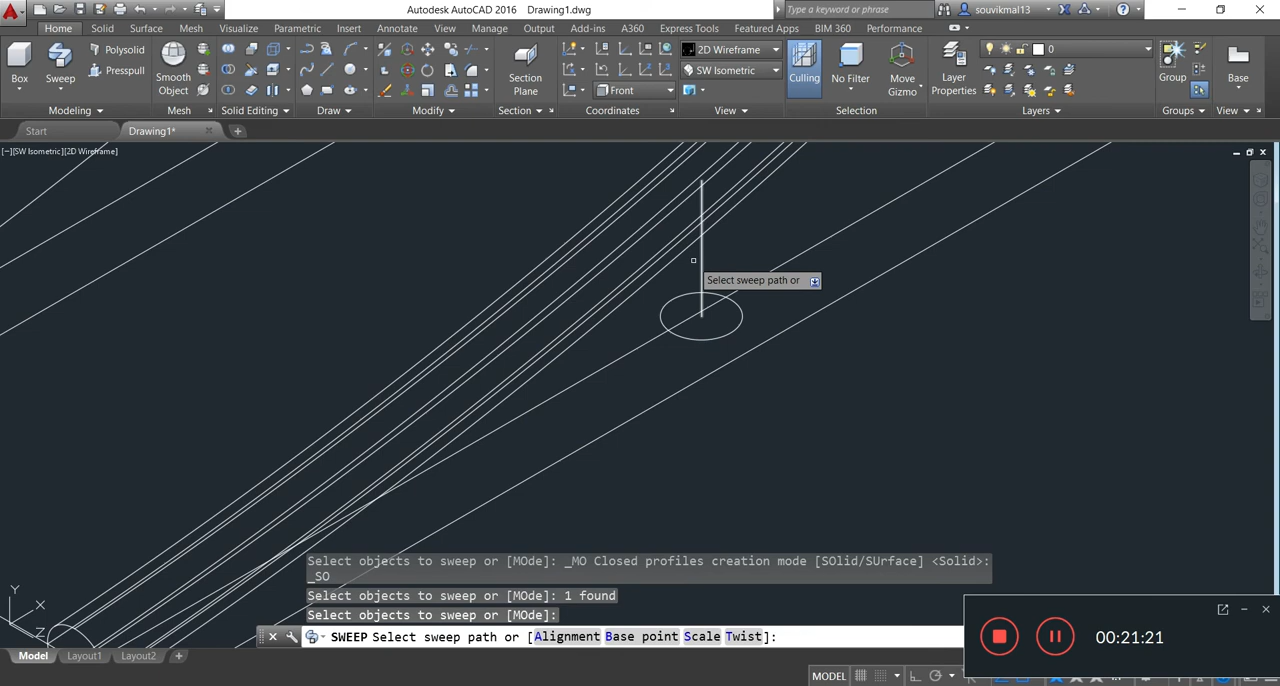 Autodesk AutoCAD 2016 Drawing1.dwg
Type a keyword or phrase
souvikmal13
Home Solid Surface Mesh Visualize Parametric Insert Annotate View Manage Output Add-ins A360 Express Tools Featured Apps BIM 360 Performance
Box
Sweep
Polysolid
Presspull
Smooth
Object
Section
Plane
Front
2D Wireframe
SW Isometric
Culling
No Filter
Move
Gizmo
Layer
Properties
0
Group
Base
Modeling
Mesh
Solid Editing
Draw
Modify
Section
Coordinates
View
Selection
Layers
Groups
View
Start
Drawing1*
[−][SW Isometric][2D Wireframe]
Select sweep path or
Select objects to sweep or [MOde]: _MO Closed profiles creation mode [SOlid/SUrface] <Solid>:
_SO
Select objects to sweep or [MOde]: 1 found
Select objects to sweep or [MOde]:
SWEEP Select sweep path or [Alignment Base point Scale Twist]:
Y
X
Z
00:21:21
Model Layout1 Layout2
MODEL